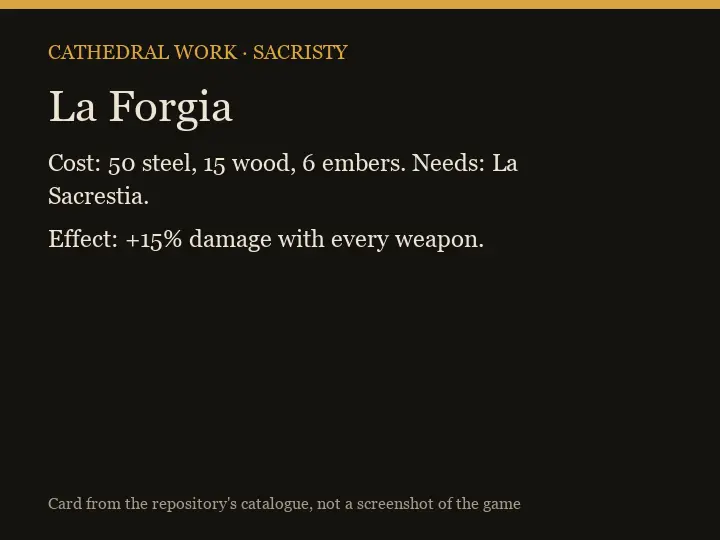 CATHEDRAL WORK · SACRISTY
La Forgia
Cost: 50 steel, 15 wood, 6 embers. Needs: La
Sacrestia.
Effect: +15% damage with every weapon.
Card from the repository's catalogue, not a screenshot of the game